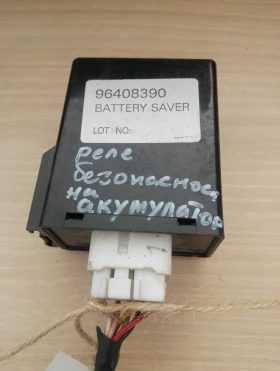 96408390
BATTERY SAVER
LOT NO:
реле
безопасност
на
акумулатор